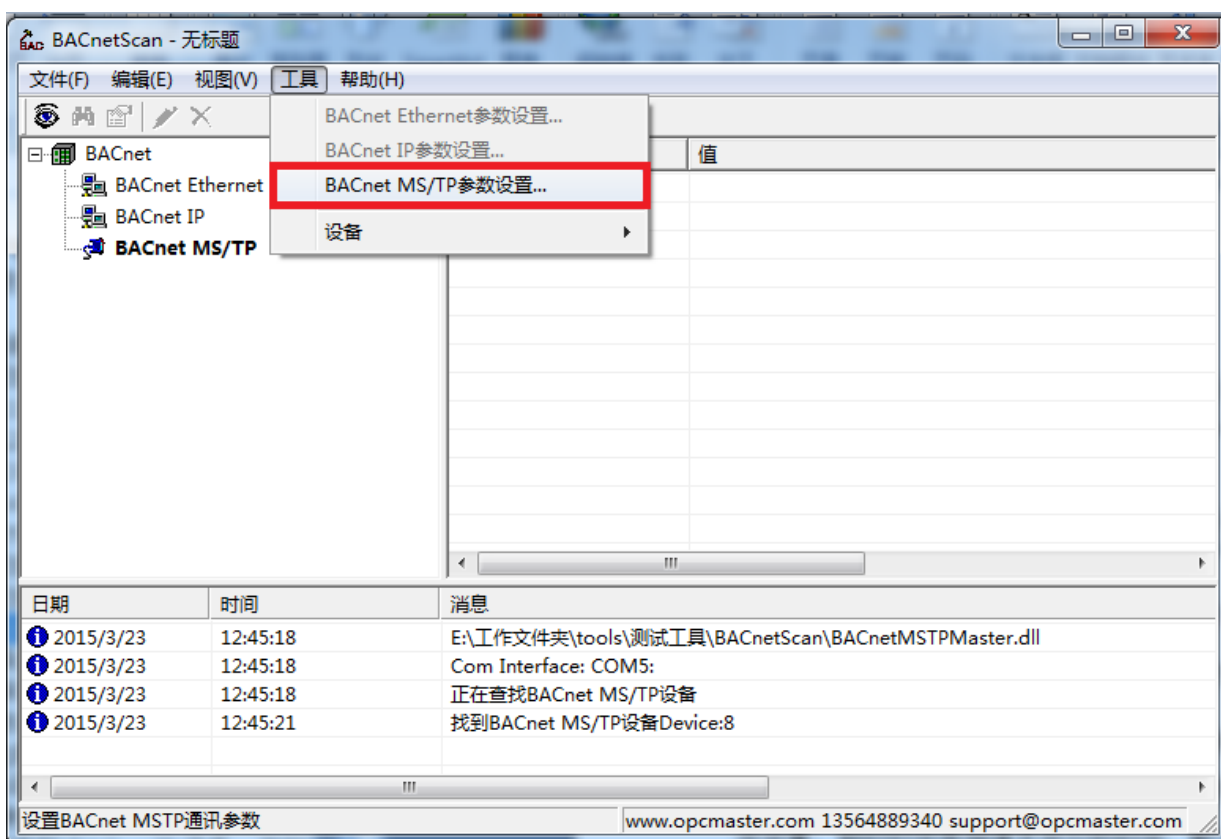 BACnetScan - 无标题
文件(F) 编辑(E) 视图(V) 工具 帮助(H)
BACnet Ethernet参数设置...
BACnet IP参数设置...
BACnet MS/TP参数设置...
设备
BACnet
BACnet Ethernet
BACnet IP
BACnet MS/TP
值
日期 时间 消息
2015/3/23 12:45:18 E:\工作文件夹\tools\测试工具\BACnetScan\BACnetMSTPMaster.dll
2015/3/23 12:45:18 Com Interface: COM5:
2015/3/23 12:45:18 正在查找BACnet MS/TP设备
2015/3/23 12:45:21 找到BACnet MS/TP设备Device:8
设置BACnet MSTP通讯参数 www.opcmaster.com 13564889340 support@opcmaster.com